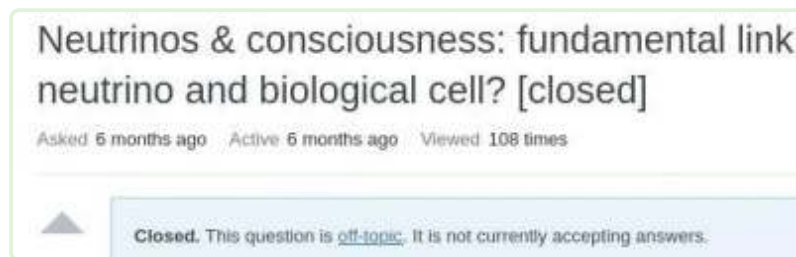 Neutrinos & consciousness: fundamental link
neutrino and biological cell? [closed]
Asked 6 months ago Active 6 months ago Viewed 108 times
Closed. This question is off-topic. It is not currently accepting answers.